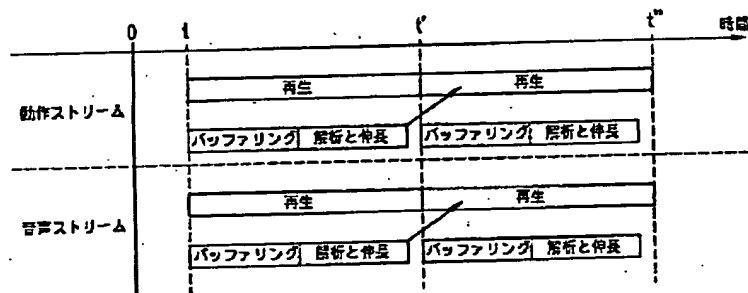 0 t t' t" 時間
再生 再生
動作ストリーム
バッファリング 解析と伸長 バッファリング 解析と伸長
再生 再生
音声ストリーム
バッファリング 解析と伸長 バッファリング 解析と伸長